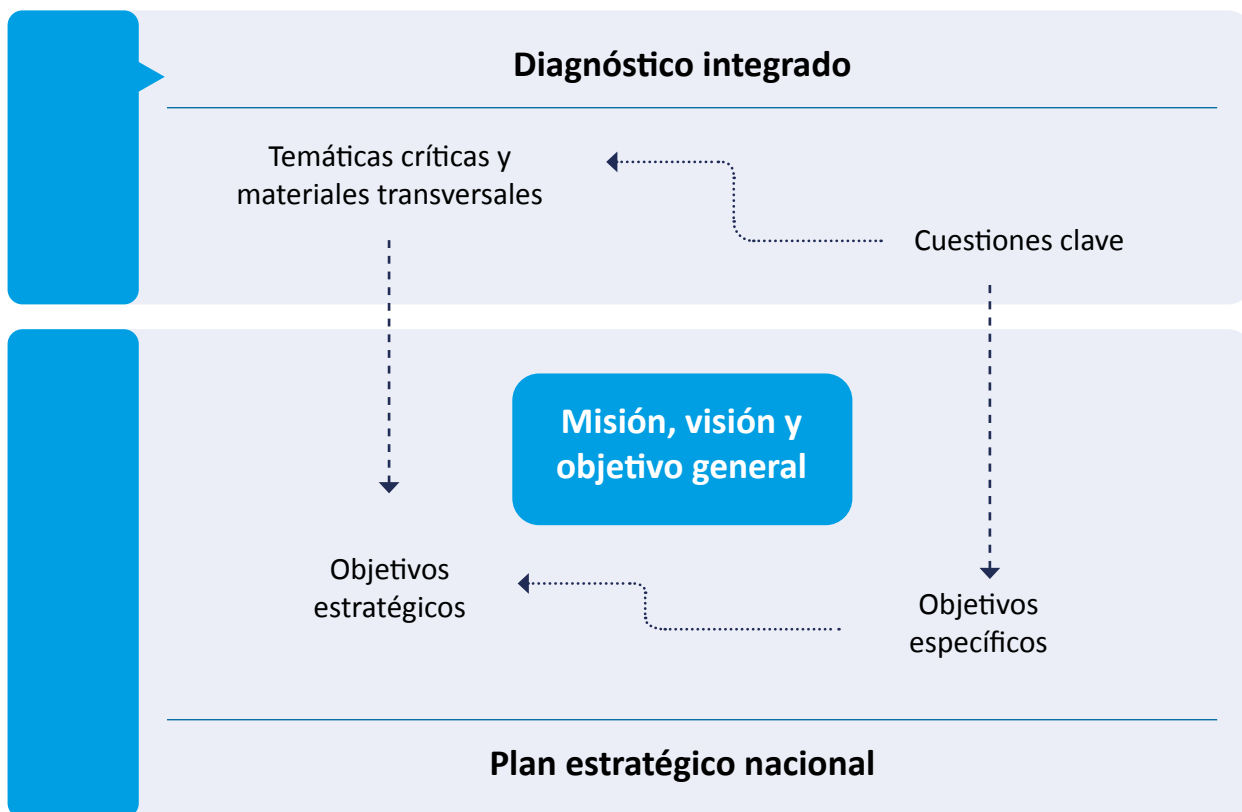 Diagnóstico integrado
Temáticas críticas y
materiales transversales
Cuestiones clave
Misión, visión y
objetivo general
Objetivos
estratégicos
Objetivos
específicos
Plan estratégico nacional